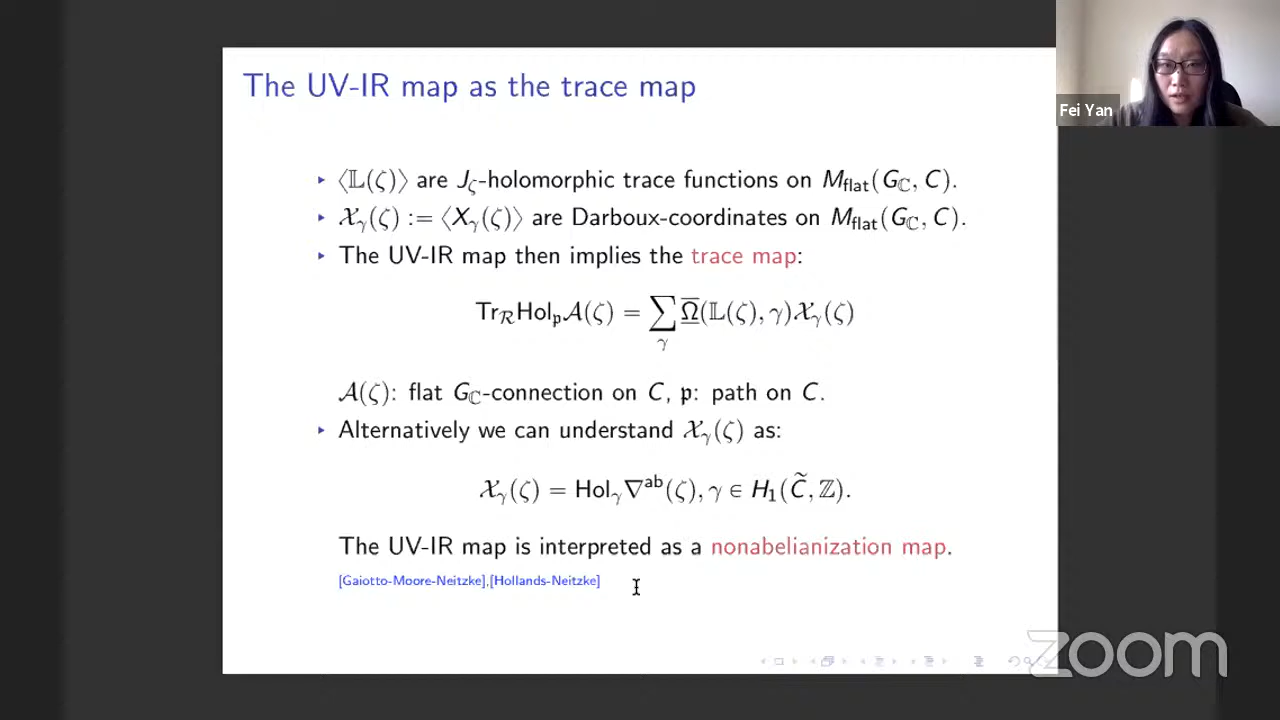 The UV-IR map as the trace map
▸ ⟨𝕃(ζ)⟩ are J_ζ-holomorphic trace functions on M_flat(G_ℂ, C).
▸ 𝒳_γ(ζ) := ⟨X_γ(ζ)⟩ are Darboux-coordinates on M_flat(G_ℂ, C).
▸ The UV-IR map then implies the trace map:
Tr_ℛ Hol_𝔭 𝒜(ζ) = ∑_γ \underline{\overline{Ω}}(𝕃(ζ), γ)𝒳_γ(ζ)
𝒜(ζ): flat G_ℂ-connection on C, 𝔭: path on C.
▸ Alternatively we can understand 𝒳_γ(ζ) as:
𝒳_γ(ζ) = Hol_γ ∇^ab(ζ), γ ∈ H_1(C̃, ℤ).
The UV-IR map is interpreted as a nonabelianization map.
[Gaiotto-Moore-Neitzke],[Hollands-Neitzke]
Fei Yan
zoom